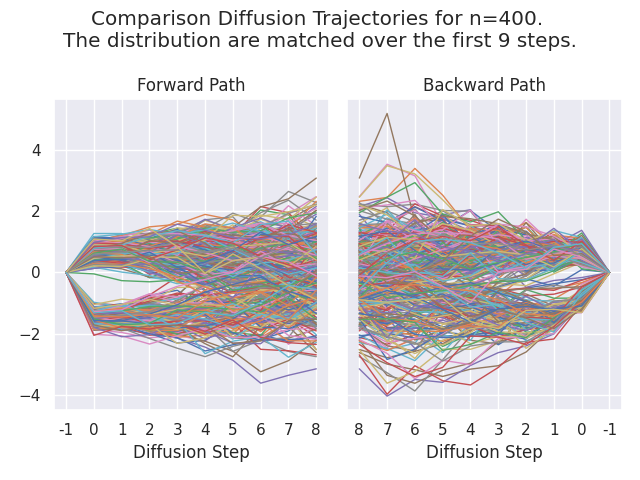 Comparison Diffusion Trajectories for n=400.
The distribution are matched over the first 9 steps.
Forward Path
Backward Path
4
2
0
−2
−4
-1 0 1 2 3 4 5 6 7 8
8 7 6 5 4 3 2 1 0 -1
Diffusion Step
Diffusion Step